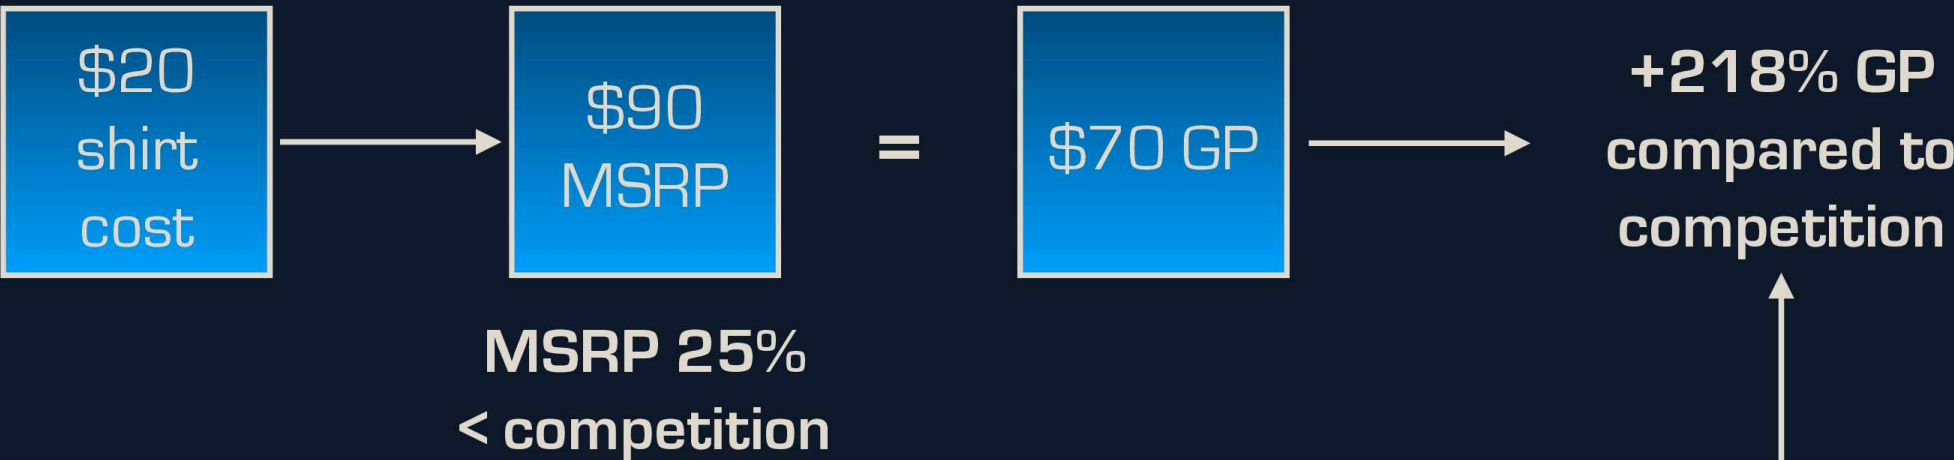 $20
shirt
cost
$90
MSRP
=
$70 GP
+218% GP
compared to
competition
MSRP 25%
< competition